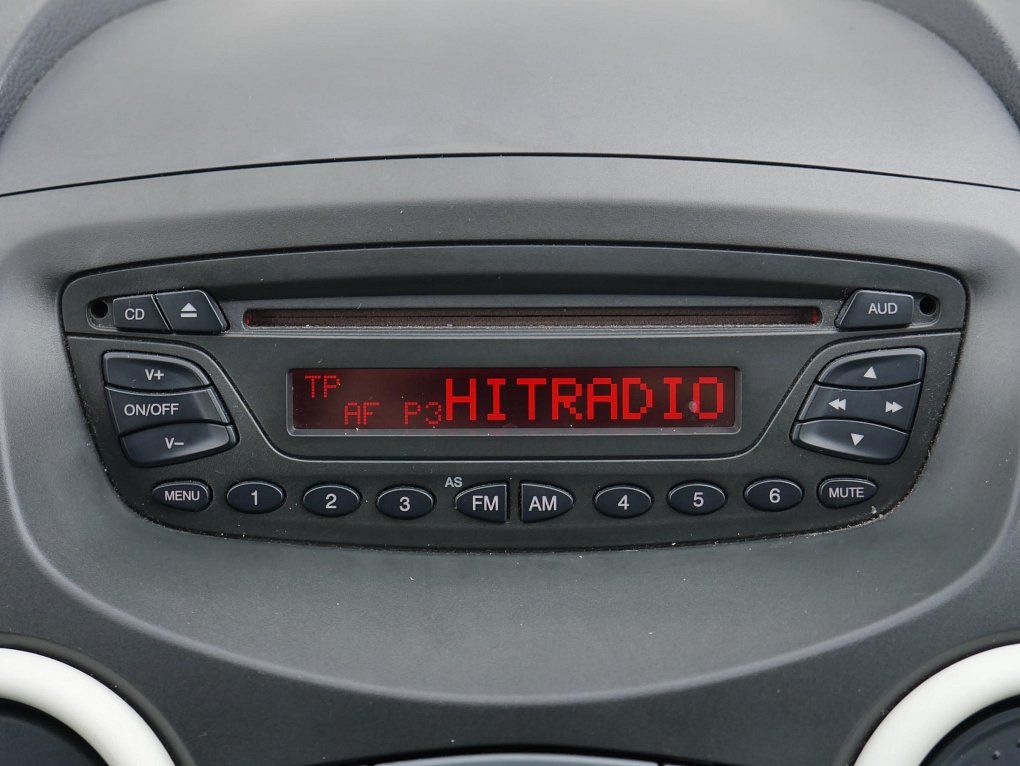 CD
AUD
V+
ON/OFF
V–
TP
AF P3 HITRADIO
MENU 1 2 3 AS FM AM 4 5 6 MUTE